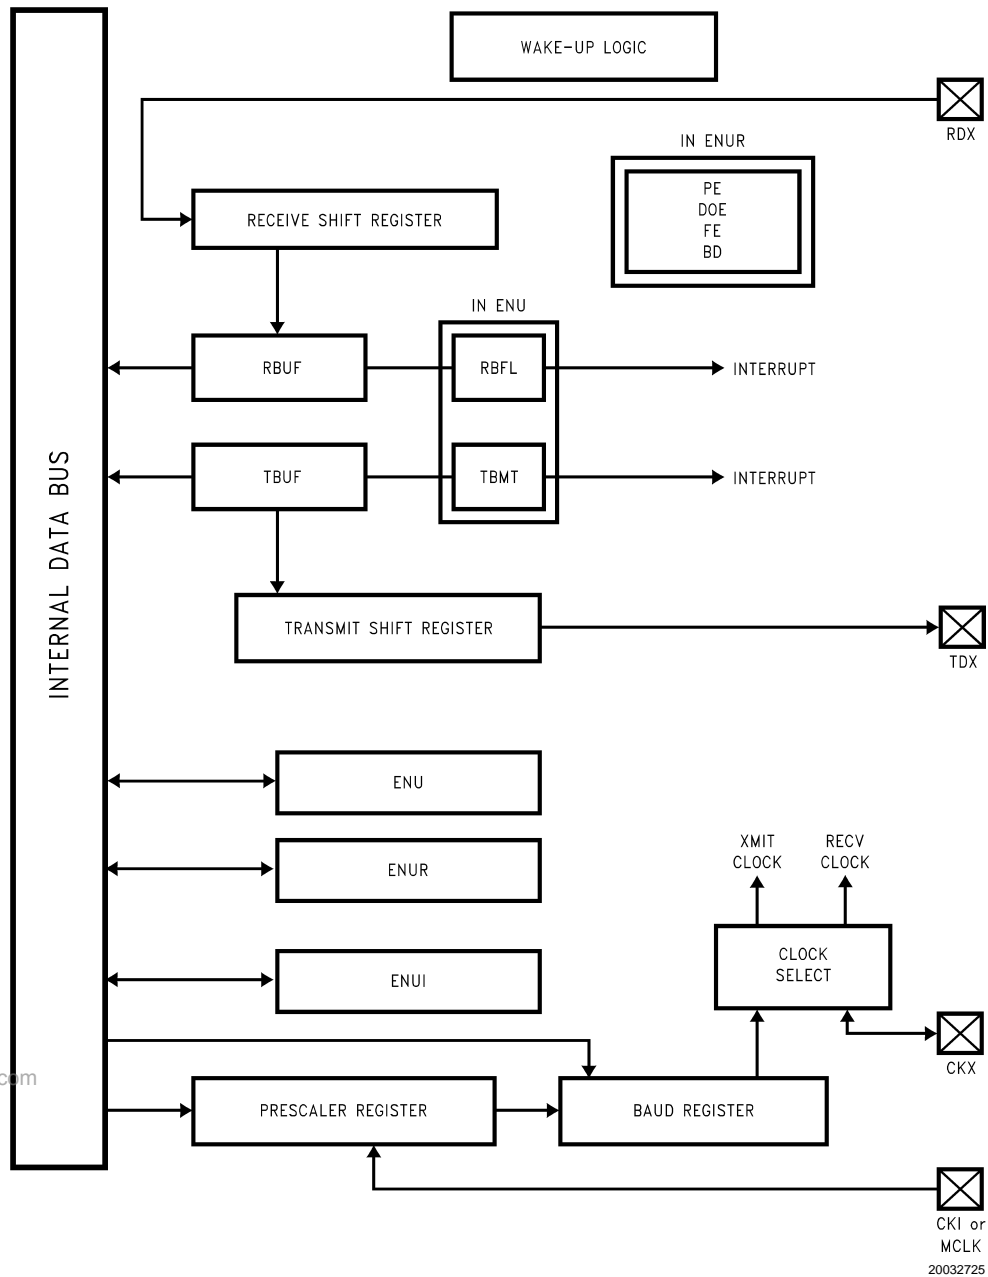 WAKE-UP LOGIC
RDX
IN ENUR
PE
DOE
FE
BD
RECEIVE SHIFT REGISTER
IN ENU
RBUF
RBFL
INTERRUPT
TBUF
TBMT
INTERRUPT
INTERNAL DATA BUS
TRANSMIT SHIFT REGISTER
TDX
ENU
ENUR
XMIT
CLOCK
RECV
CLOCK
CLOCK
SELECT
ENUI
CKX
com
PRESCALER REGISTER
BAUD REGISTER
CKI or
MCLK
20032725